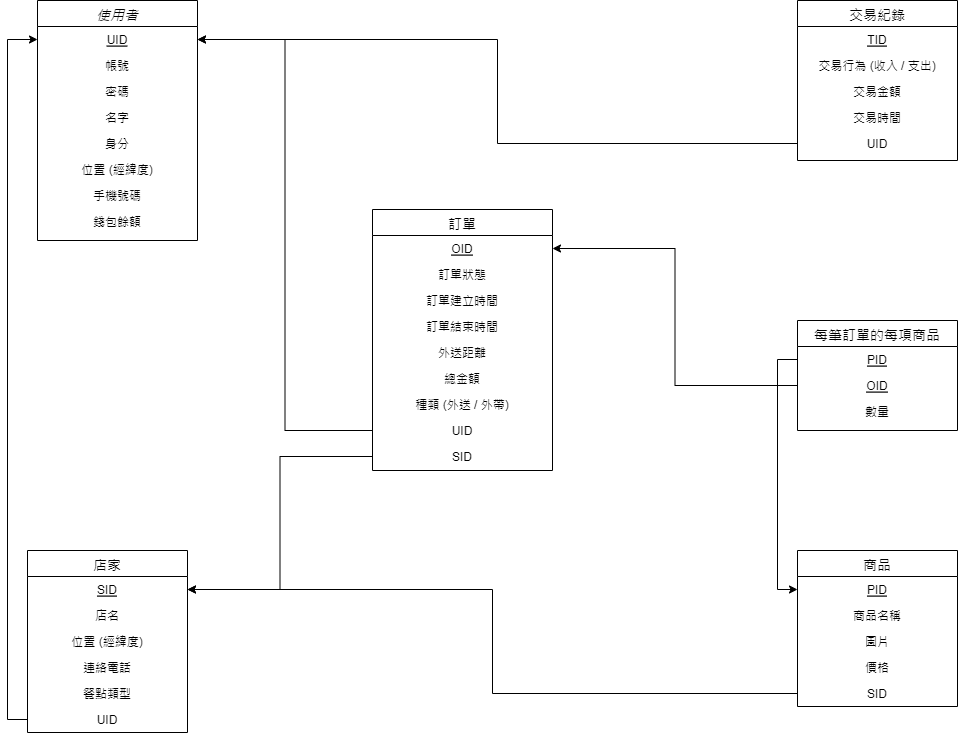 使用者
UID
帳號
密碼
名字
身分
位置 (經緯度)
手機號碼
錢包餘額
交易紀錄
TID
交易行為 (收入 / 支出)
交易金額
交易時間
UID
訂單
OID
訂單狀態
訂單建立時間
訂單結束時間
外送距離
總金額
種類 (外送 / 外帶)
UID
SID
每筆訂單的每項商品
PID
OID
數量
店家
SID
店名
位置 (經緯度)
連絡電話
餐點類型
UID
商品
PID
商品名稱
圖片
價格
SID